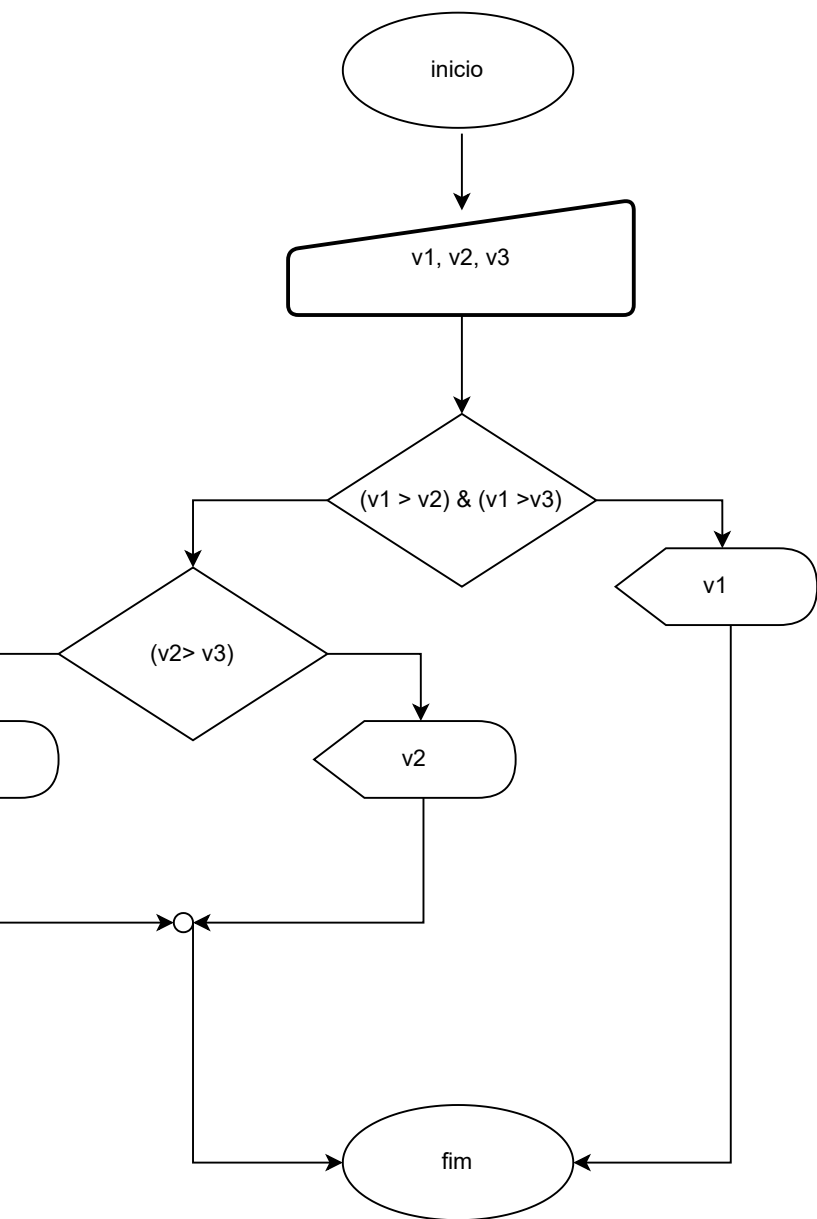 inicio
v1, v2, v3
(v1 > v2) & (v1 >v3)
v1
(v2> v3)
v2
fim